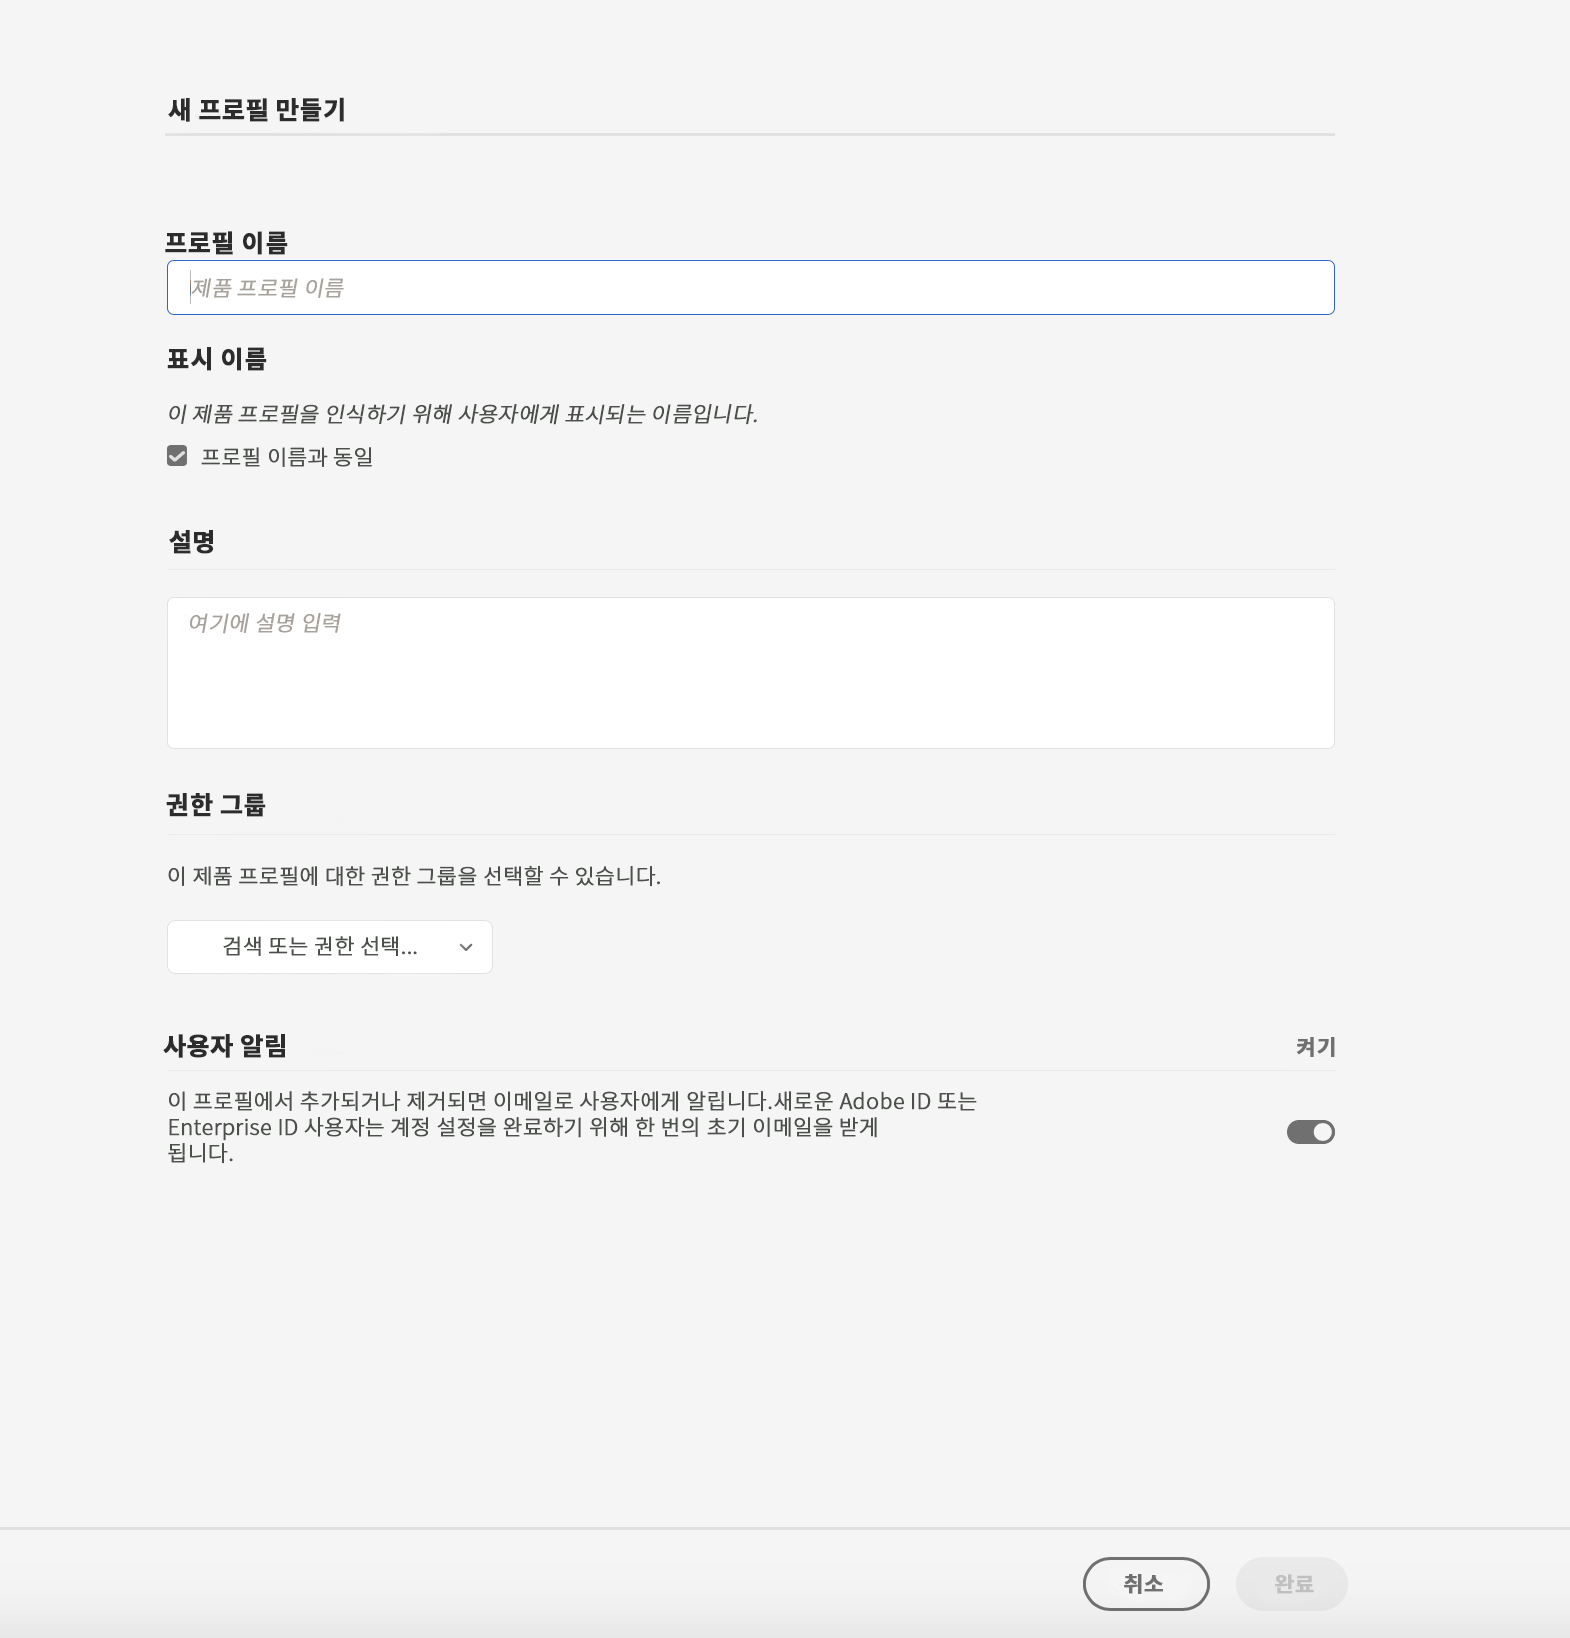 새 프로필 만들기
프로필 이름
제품 프로필 이름
표시 이름
이 제품 프로필을 인식하기 위해 사용자에게 표시되는 이름입니다.
프로필 이름과 동일
설명
여기에 설명 입력
권한 그룹
이 제품 프로필에 대한 권한 그룹을 선택할 수 있습니다.
검색 또는 권한 선택...
사용자 알림
켜기
이 프로필에서 추가되거나 제거되면 이메일로 사용자에게 알립니다.새로운 Adobe ID 또는
Enterprise ID 사용자는 계정 설정을 완료하기 위해 한 번의 초기 이메일을 받게
됩니다.
취소
완료